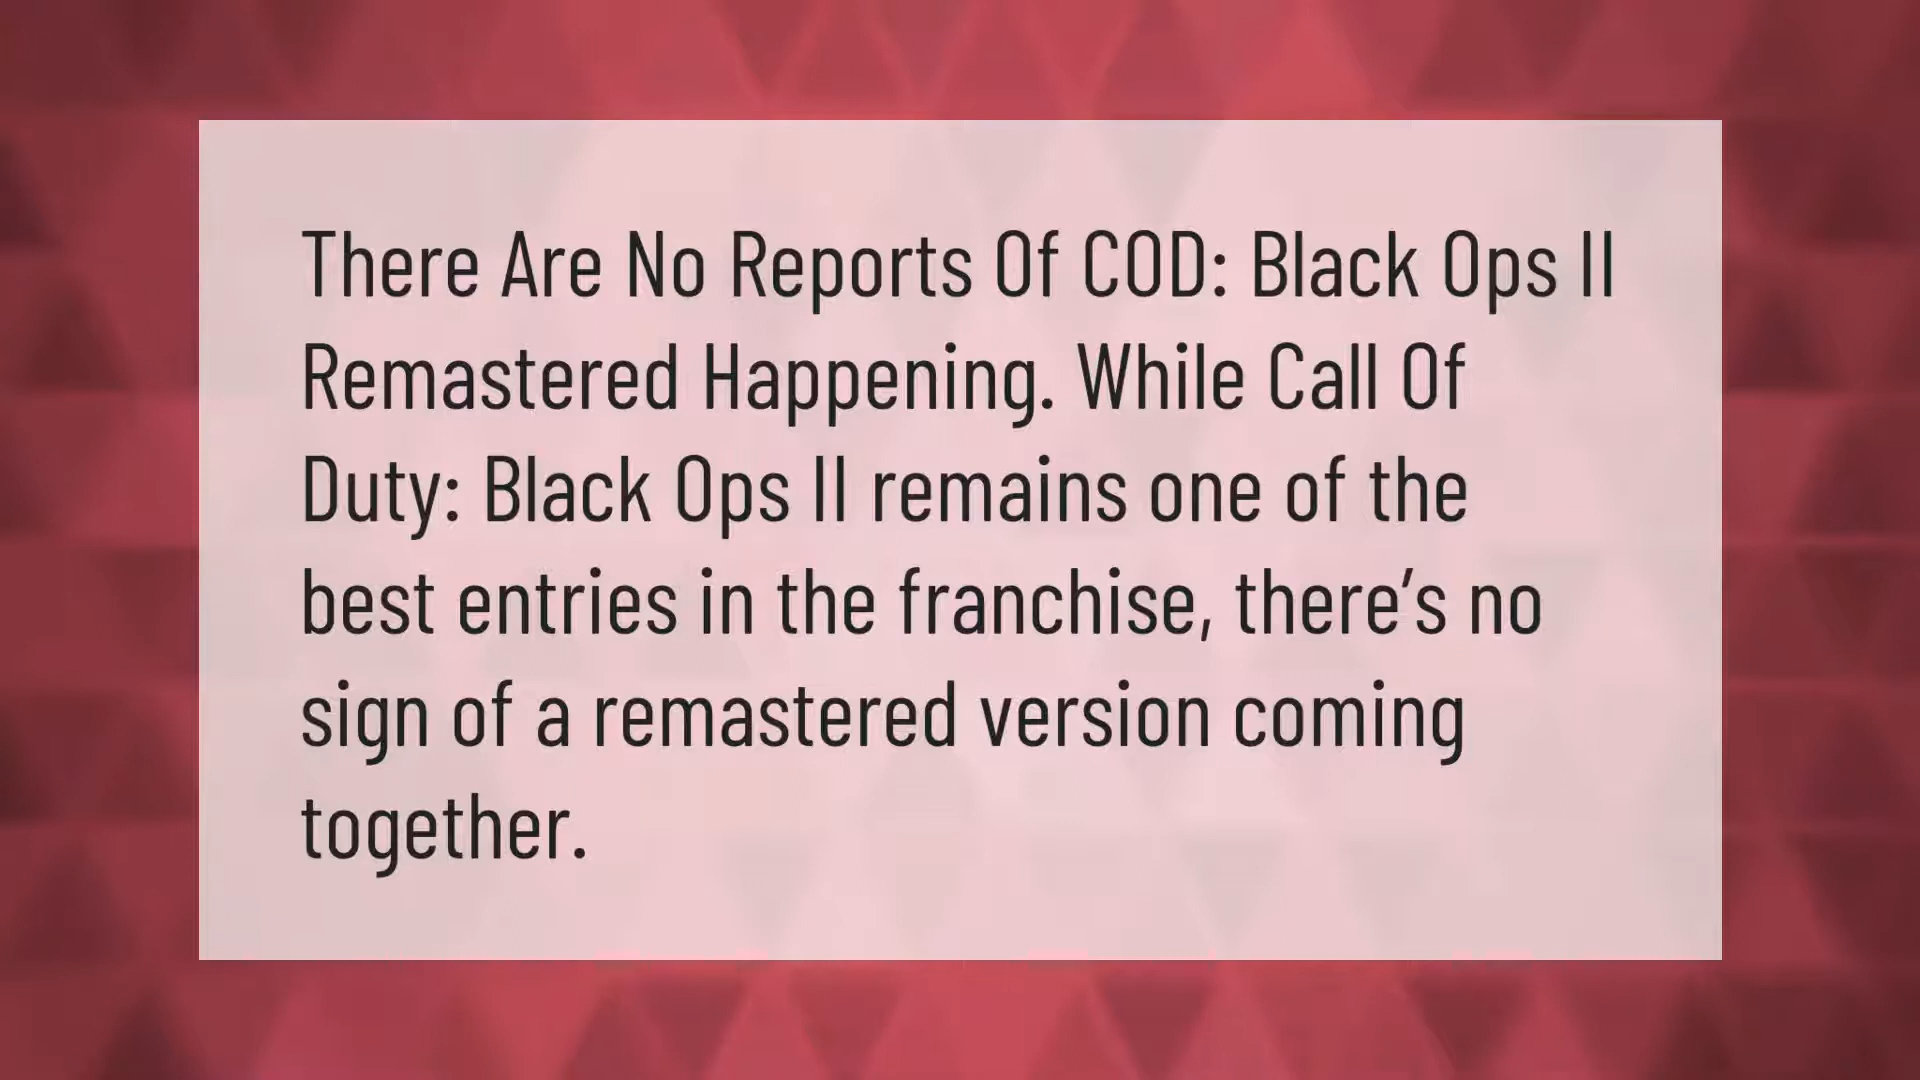 There Are No Reports Of COD: Black Ops II
Remastered Happening. While Call Of
Duty: Black Ops II remains one of the
best entries in the franchise, there’s no
sign of a remastered version coming
together.